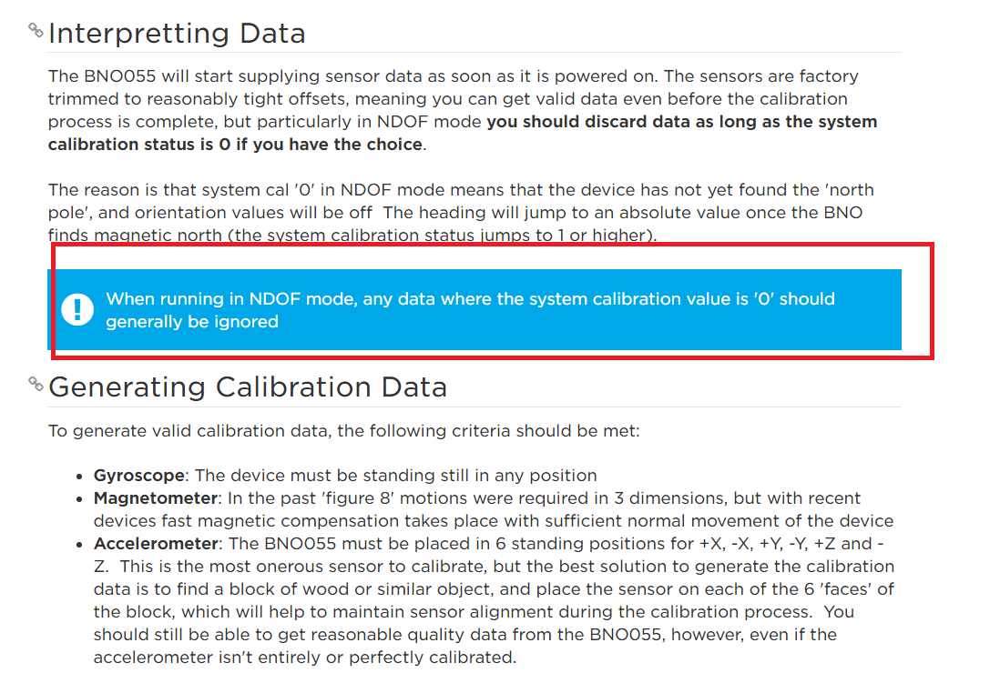 Interpretting Data
The BNO055 will start supplying sensor data as soon as it is powered on. The sensors are factory
trimmed to reasonably tight offsets, meaning you can get valid data even before the calibration
process is complete, but particularly in NDOF mode you should discard data as long as the system
calibration status is 0 if you have the choice.
The reason is that system cal '0' in NDOF mode means that the device has not yet found the 'north
pole', and orientation values will be off  The heading will jump to an absolute value once the BNO
finds magnetic north (the system calibration status jumps to 1 or higher).
When running in NDOF mode, any data where the system calibration value is '0' should
generally be ignored
Generating Calibration Data
To generate valid calibration data, the following criteria should be met:
• Gyroscope: The device must be standing still in any position
• Magnetometer: In the past 'figure 8' motions were required in 3 dimensions, but with recent
devices fast magnetic compensation takes place with sufficient normal movement of the device
• Accelerometer: The BNO055 must be placed in 6 standing positions for +X, -X, +Y, -Y, +Z and -
Z.  This is the most onerous sensor to calibrate, but the best solution to generate the calibration
data is to find a block of wood or similar object, and place the sensor on each of the 6 'faces' of
the block, which will help to maintain sensor alignment during the calibration process.  You
should still be able to get reasonable quality data from the BNO055, however, even if the
accelerometer isn't entirely or perfectly calibrated.